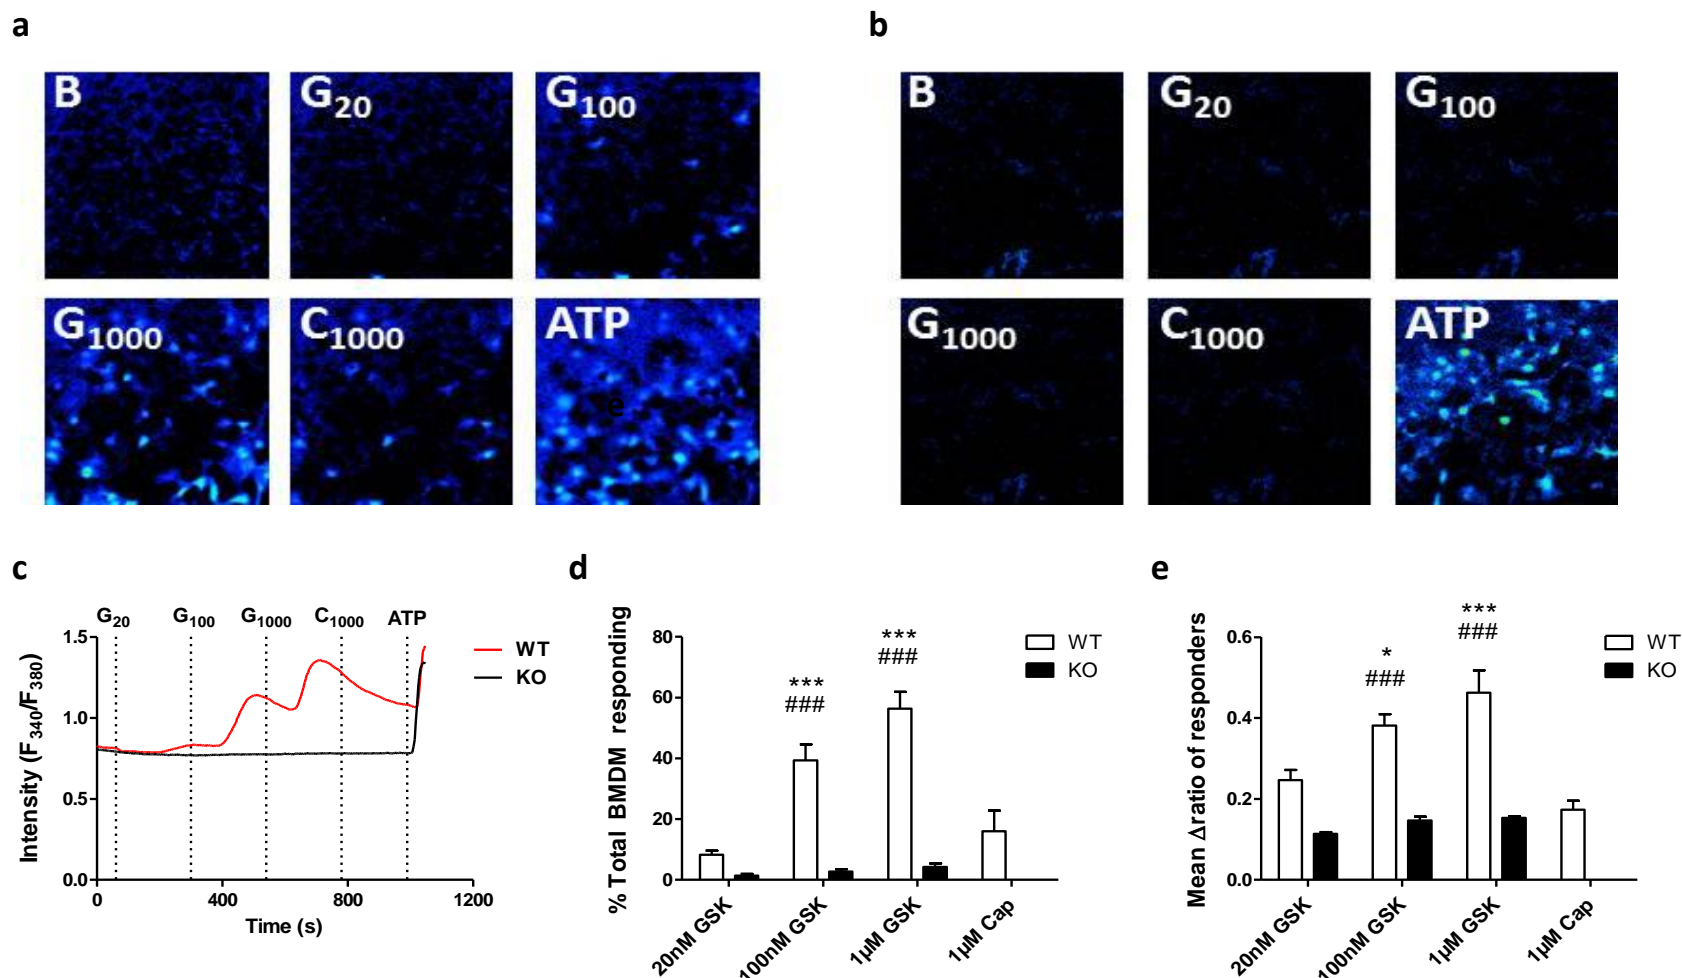 a
b
B
G20
G100
B
G20
G100
G1000
C1000
ATP
G1000
C1000
ATP
e
c
d
e
G20 G100 G1000 C1000 ATP
1.5
1.0
0.5
0.0
Intensity (F340/F380)
0 400 800 1200
Time (s)
WT
KO
% Total BMDM responding
80
60
40
20
0
***
###
***
###
WT
KO
20nM GSK
100nM GSK
1µM GSK
1µM Cap
Mean Δratio of responders
0.6
0.4
0.2
0.0
*
###
***
###
WT
KO
20nM GSK
100nM GSK
1µM GSK
1µM Cap